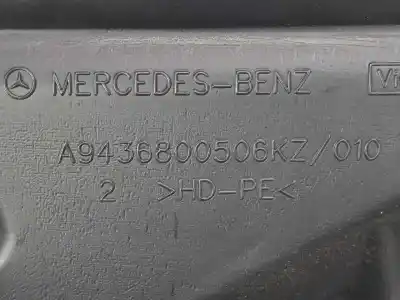 MERCEDES-BENZ
A9436800506KZ/010
2 >HD-PE<